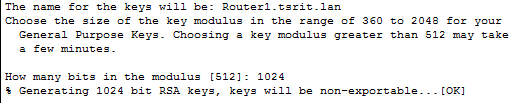 The name for the keys will be: Router1.tsrit.lan
Choose the size of the key modulus in the range of 360 to 2048 for your
  General Purpose Keys. Choosing a key modulus greater than 512 may take
  a few minutes.

How many bits in the modulus [512]: 1024
% Generating 1024 bit RSA keys, keys will be non-exportable...[OK]